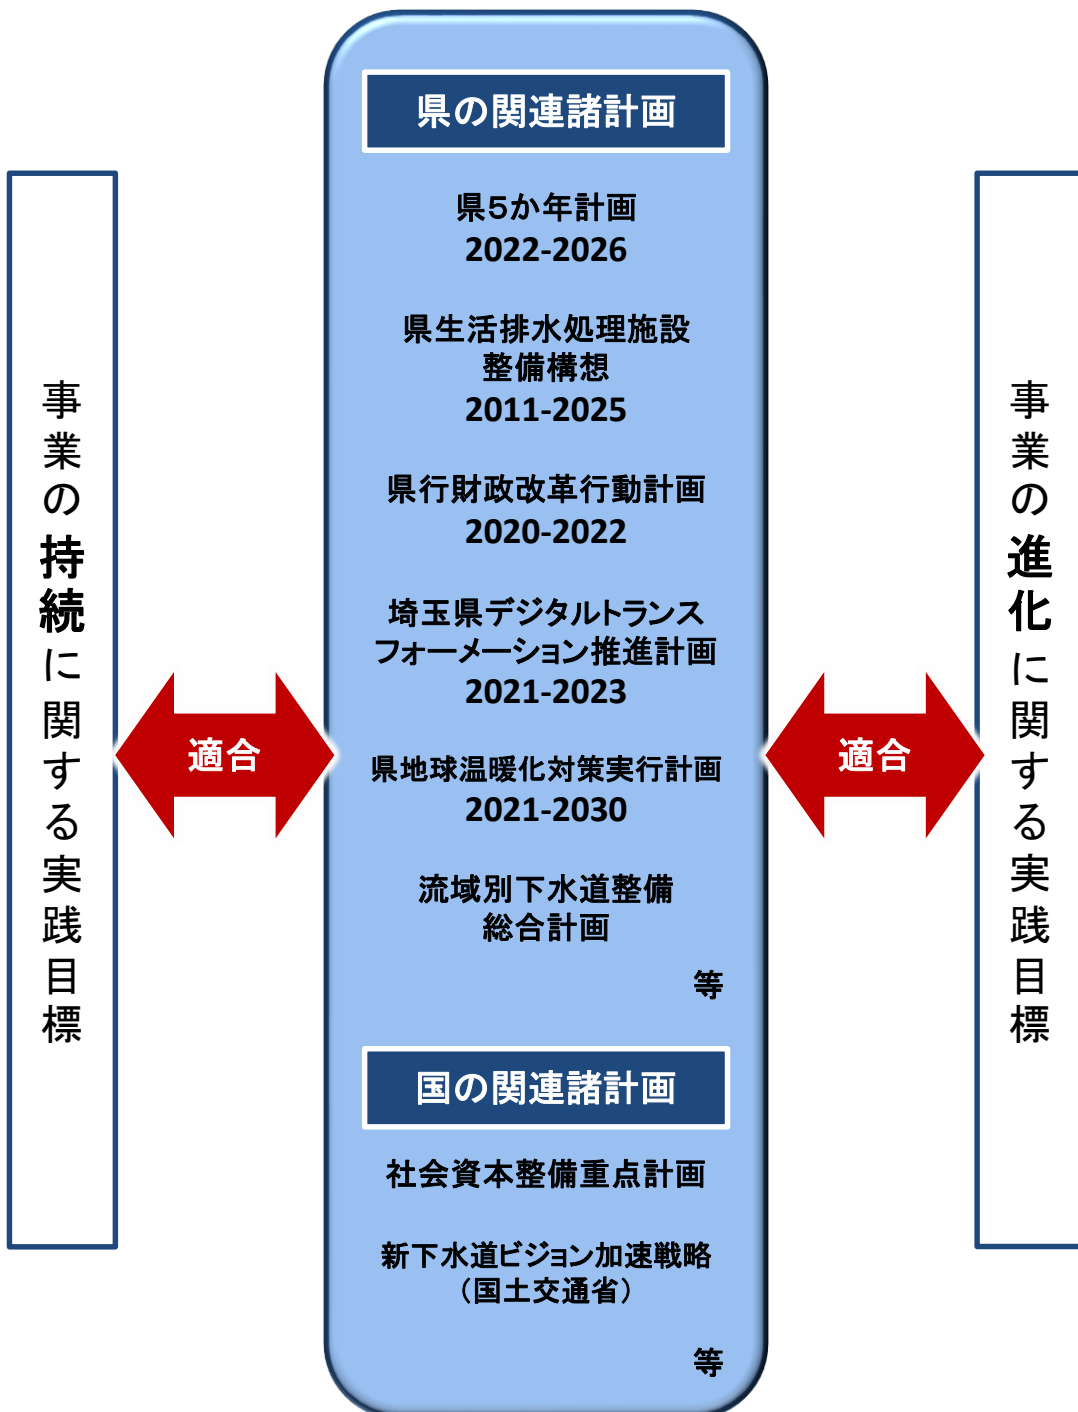 事業の持続に関する実践目標
適合
県の関連諸計画
県5か年計画
2022-2026
県生活排水処理施設
整備構想
2011-2025
県行財政改革行動計画
2020-2022
埼玉県デジタルトランス
フォーメーション推進計画
2021-2023
県地球温暖化対策実行計画
2021-2030
流域別下水道整備
総合計画
等
国の関連諸計画
社会資本整備重点計画
新下水道ビジョン加速戦略
（国土交通省）
等
適合
事業の進化に関する実践目標